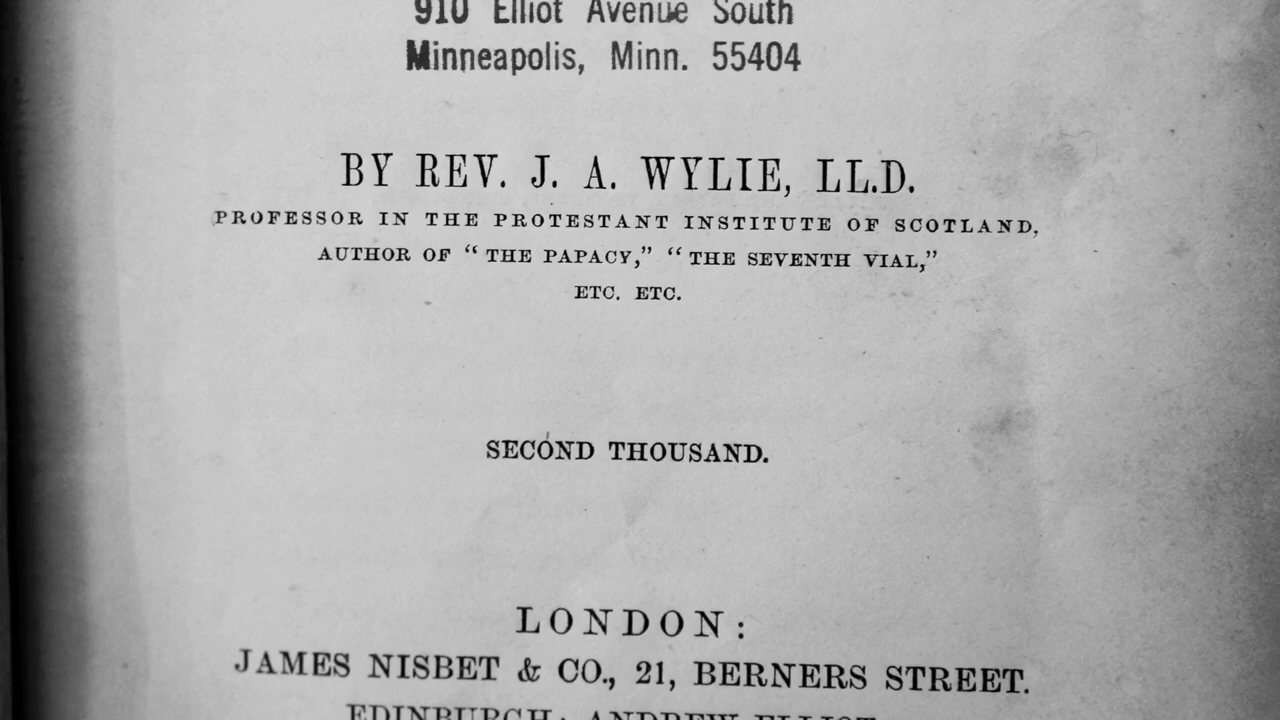 910 Elliot Avenue South
Minneapolis, Minn. 55404
BY REV. J. A. WYLIE, LL.D.
PROFESSOR IN THE PROTESTANT INSTITUTE OF SCOTLAND,
AUTHOR OF “THE PAPACY,” “THE SEVENTH VIAL,”
ETC. ETC.
SECOND THOUSAND.
LONDON:
JAMES NISBET & CO., 21, BERNERS STREET.
EDINBURGH: ANDREW ELLIOT